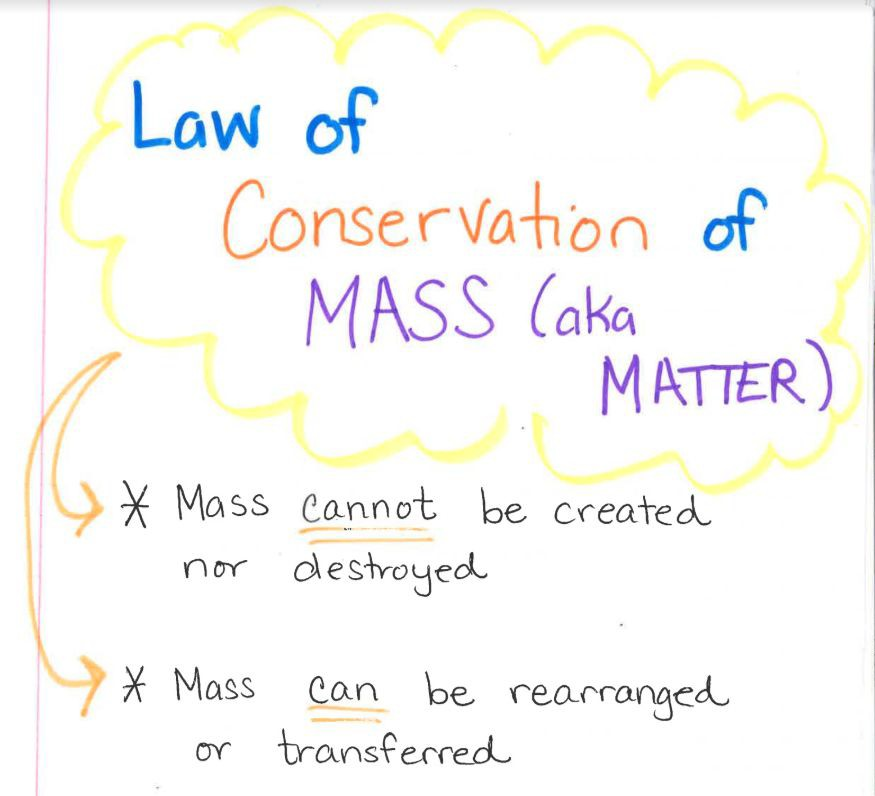 Law of
Conservation of
MASS (aka
MATTER)
* Mass cannot be created
nor destroyed
* Mass can be rearranged
or transferred